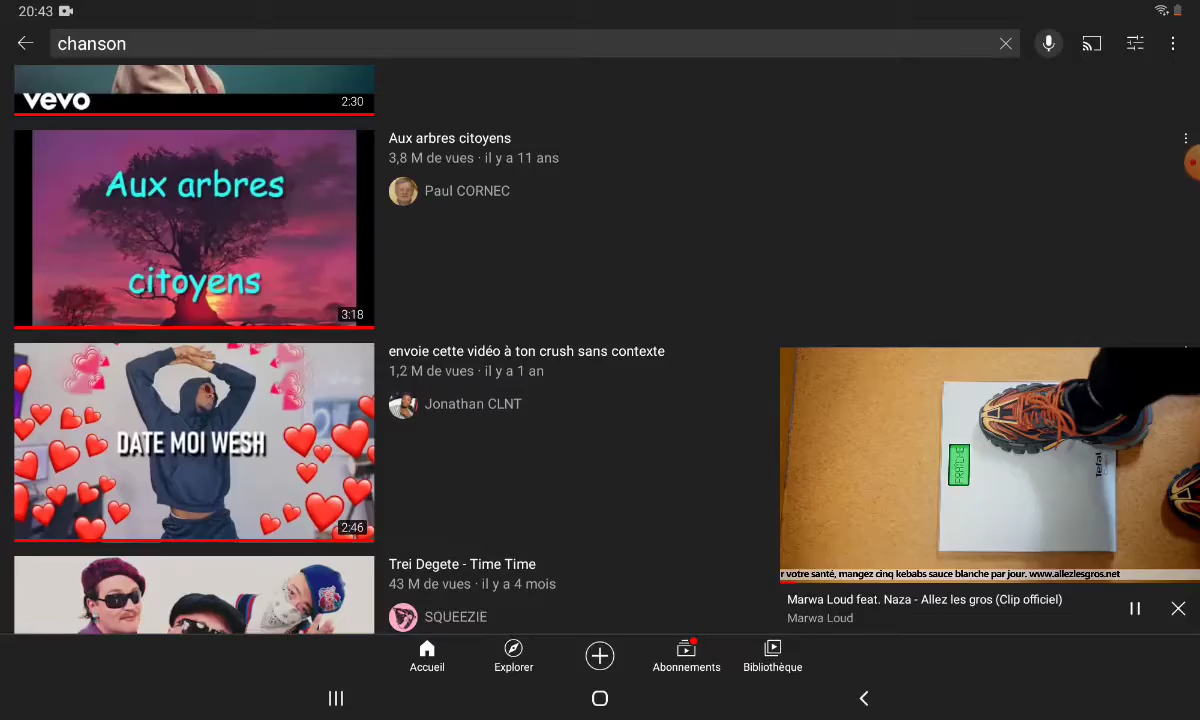 20:43
chanson
vevo
2:30
Aux arbres
citoyens
3:18
Aux arbres citoyens
3,8 M de vues · il y a 11 ans
Paul CORNEC
DATE MOI WESH
2:46
envoie cette vidéo à ton crush sans contexte
1,2 M de vues · il y a 1 an
Jonathan CLNT
Trei Degete - Time Time
43 M de vues · il y a 4 mois
SQUEEZIE
Tefal
r votre santé, mangez cinq kebabs sauce blanche par jour. www.allezlesgros.net
Marwa Loud feat. Naza - Allez les gros (Clip officiel)
Marwa Loud
Accueil
Explorer
Abonnements
Bibliothèque